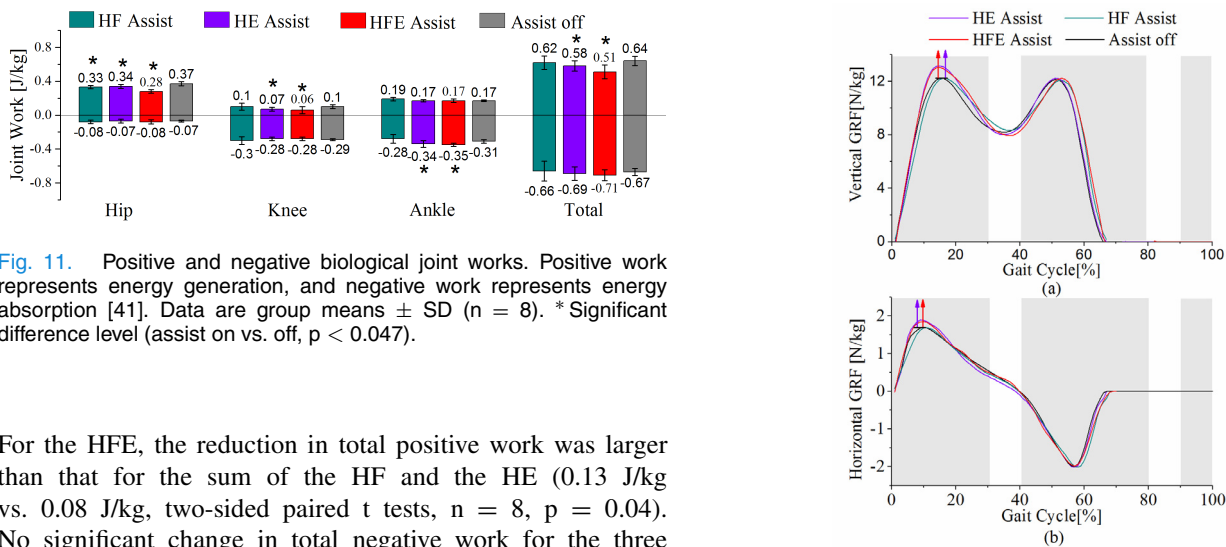 HF Assist HE Assist HFE Assist Assist off
Joint Work [J/kg]
0.8
0.4
0.0
-0.4
-0.8
* * *
0.33 0.34 0.28 0.37
-0.08 -0.07 -0.08 -0.07
* *
0.1 0.07 0.06 0.1
-0.3 -0.28 -0.28 -0.29
0.19 0.17 0.17 0.17
-0.28 -0.34 -0.35 -0.31
* *
* *
0.62 0.58 0.51 0.64
-0.66 -0.69 -0.71 -0.67
Hip Knee Ankle Total
Fig. 11. Positive and negative biological joint works. Positive work
represents energy generation, and negative work represents energy
absorption [41]. Data are group means ± SD (n = 8). * Significant
difference level (assist on vs. off, p < 0.047).
For the HFE, the reduction in total positive work was larger
than that for the sum of the HF and the HE (0.13 J/kg
vs. 0.08 J/kg, two-sided paired t tests, n = 8, p = 0.04).
No significant change in total negative work for the three
HE Assist HF Assist
HFE Assist Assist off
Vertical GRF[N/kg]
12
8
4
0
0 20 40 60 80 100
Gait Cycle[%]
(a)
Horizontal GRF [N/kg]
2
1
0
-1
-2
0 20 40 60 80 100
Gait Cycle[%]
(b)